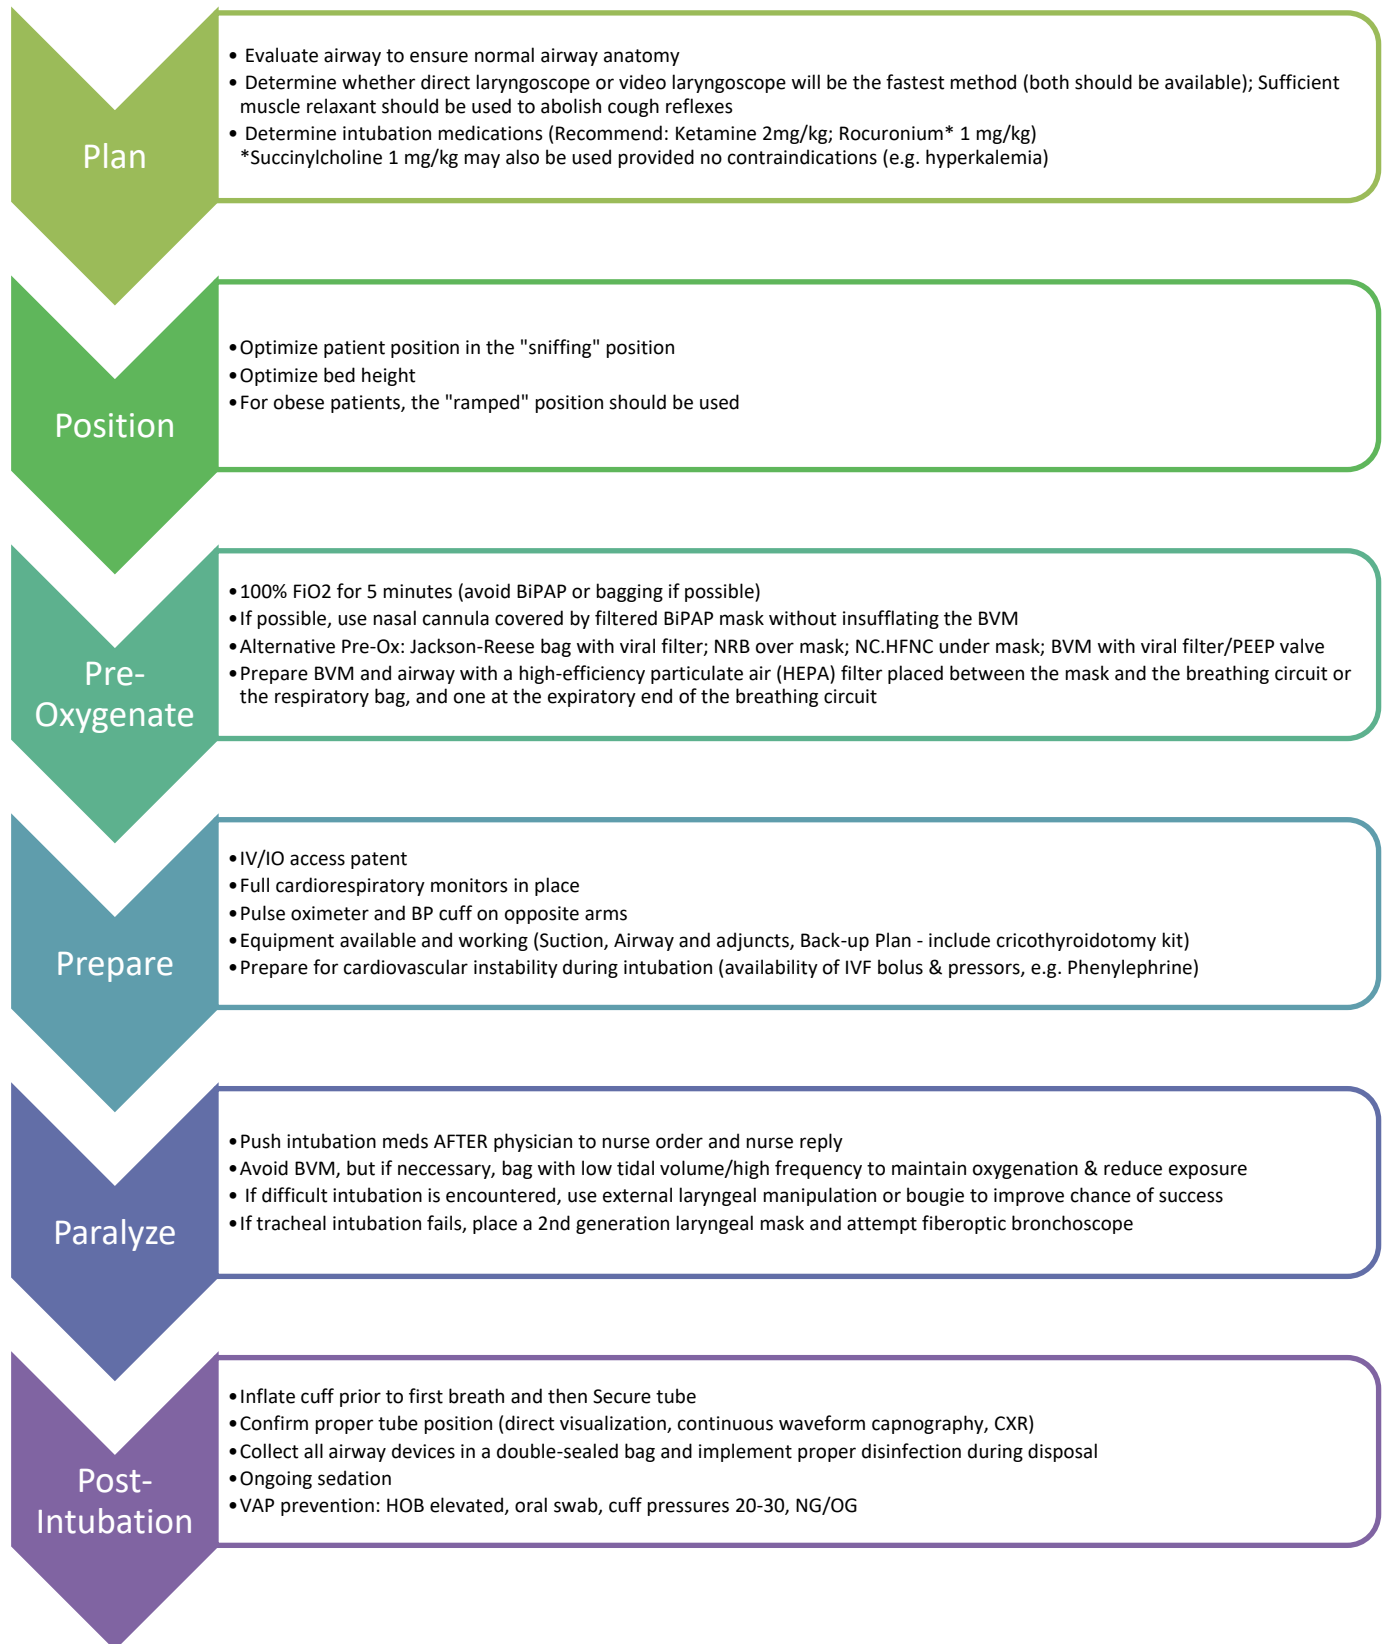 Plan
• Evaluate airway to ensure normal airway anatomy
• Determine whether direct laryngoscope or video laryngoscope will be the fastest method (both should be available); Sufficient
muscle relaxant should be used to abolish cough reflexes
• Determine intubation medications (Recommend: Ketamine 2mg/kg; Rocuronium* 1 mg/kg)
*Succinylcholine 1 mg/kg may also be used provided no contraindications (e.g. hyperkalemia)
Position
•Optimize patient position in the "sniffing" position
•Optimize bed height
•For obese patients, the "ramped" position should be used
Pre-
Oxygenate
•100% FiO2 for 5 minutes (avoid BiPAP or bagging if possible)
•If possible, use nasal cannula covered by filtered BiPAP mask without insufflating the BVM
•Alternative Pre-Ox: Jackson-Reese bag with viral filter; NRB over mask; NC.HFNC under mask; BVM with viral filter/PEEP valve
•Prepare BVM and airway with a high-efficiency particulate air (HEPA) filter placed between the mask and the breathing circuit or
the respiratory bag, and one at the expiratory end of the breathing circuit
Prepare
•IV/IO access patent
•Full cardiorespiratory monitors in place
•Pulse oximeter and BP cuff on opposite arms
•Equipment available and working (Suction, Airway and adjuncts, Back-up Plan - include cricothyroidotomy kit)
•Prepare for cardiovascular instability during intubation (availability of IVF bolus & pressors, e.g. Phenylephrine)
Paralyze
•Push intubation meds AFTER physician to nurse order and nurse reply
•Avoid BVM, but if neccessary, bag with low tidal volume/high frequency to maintain oxygenation & reduce exposure
• If difficult intubation is encountered, use external laryngeal manipulation or bougie to improve chance of success
•If tracheal intubation fails, place a 2nd generation laryngeal mask and attempt fiberoptic bronchoscope
Post-
Intubation
•Inflate cuff prior to first breath and then Secure tube
•Confirm proper tube position (direct visualization, continuous waveform capnography, CXR)
•Collect all airway devices in a double-sealed bag and implement proper disinfection during disposal
•Ongoing sedation
•VAP prevention: HOB elevated, oral swab, cuff pressures 20-30, NG/OG